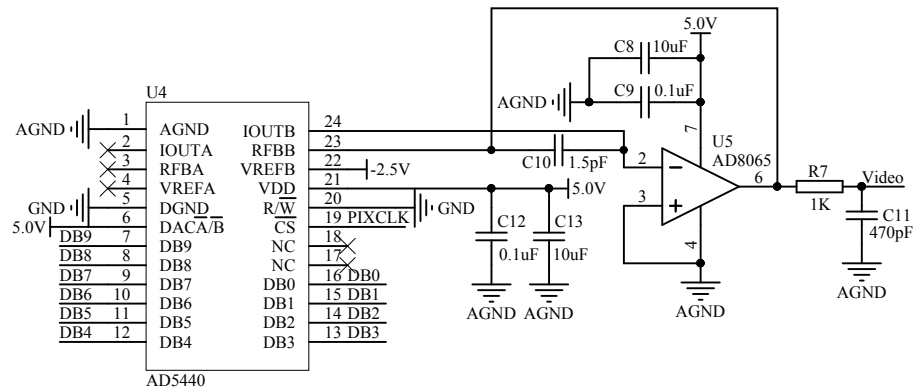 U4
AGND 1 AGND
2 IOUTA
3 RFBA
4 VREFA
GND 5 DGND
5.0V 6 DACA/B
DB9 7 DB9
DB8 8 DB8
DB7 9 DB7
DB6 10 DB6
DB5 11 DB5
DB4 12 DB4
IOUTB 24
RFBB 23
VREFB 22 -2.5V
VDD 21 5.0V
R/W 20 GND
CS 19 PIXCLK
NC 18
NC 17
DB0 16 DB0
DB1 15 DB1
DB2 14 DB2
DB3 13 DB3
AD5440
C12
0.1uF
AGND
C13
10uF
AGND
C10 1.5pF
5.0V
C8 10uF
C9 0.1uF
AGND
7
U5
AD8065
2
3
6
4
AGND
R7
1K
Video
C11
470pF
AGND